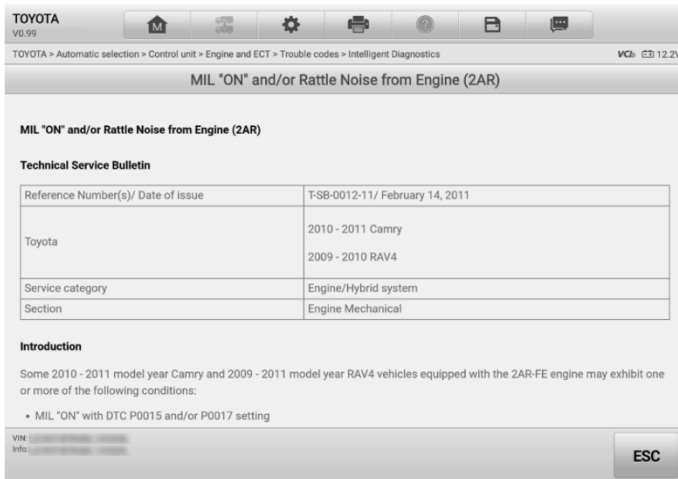 TOYOTA
V0.99
TOYOTA > Automatic selection > Control unit > Engine and ECT > Trouble codes > Intelligent Diagnostics
VCI 12.2V
MIL "ON" and/or Rattle Noise from Engine (2AR)
MIL "ON" and/or Rattle Noise from Engine (2AR)
Technical Service Bulletin
Reference Number(s)/ Date of issue T-SB-0012-11/ February 14, 2011
Toyota
2010 - 2011 Camry
2009 - 2010 RAV4
Service category Engine/Hybrid system
Section Engine Mechanical
Introduction
Some 2010 - 2011 model year Camry and 2009 - 2011 model year RAV4 vehicles equipped with the 2AR-FE engine may exhibit one
or more of the following conditions:
• MIL "ON" with DTC P0015 and/or P0017 setting
VIN:
Info:
ESC